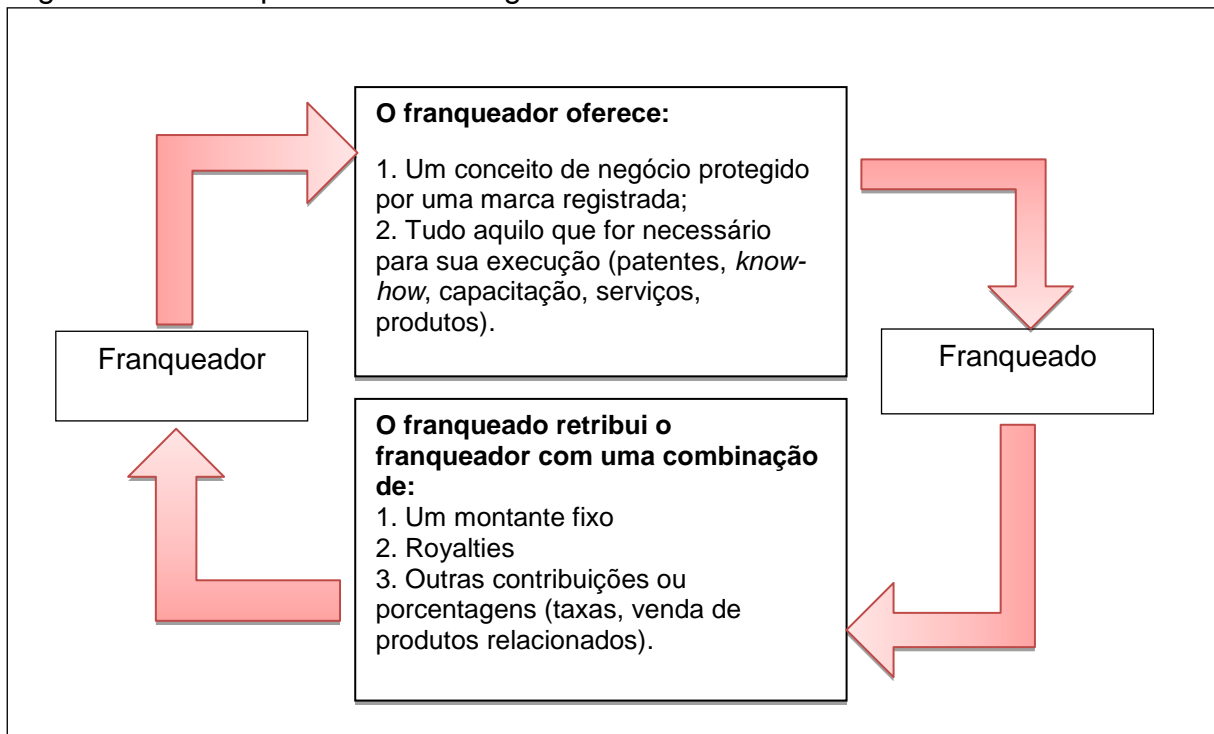 O franqueador oferece:
1. Um conceito de negócio protegido
por uma marca registrada;
2. Tudo aquilo que for necessário
para sua execução (patentes, know-
how, capacitação, serviços,
produtos).
Franqueador
Franqueado
O franqueado retribui o
franqueador com uma combinação
de:
1. Um montante fixo
2. Royalties
3. Outras contribuições ou
porcentagens (taxas, venda de
produtos relacionados).